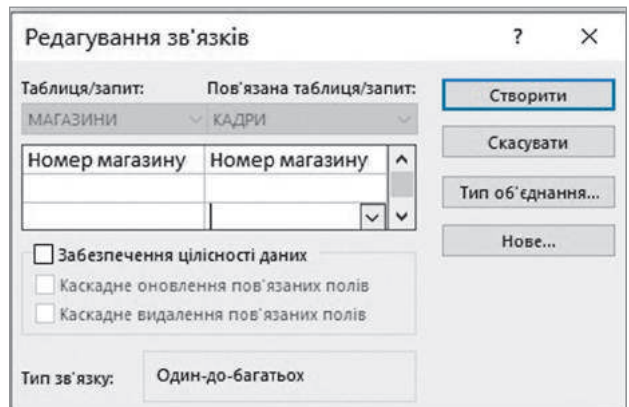 Редагування зв'язків ? ✕
Таблиця/запит: Пов'язана таблиця/запит:
МАГАЗИНИ КАДРИ
Номер магазину Номер магазину
Забезпечення цілісності даних
Каскадне оновлення пов'язаних полів
Каскадне видалення пов'язаних полів
Тип зв'язку: Один-до-багатьох
Створити
Скасувати
Тип об'єднання...
Нове...